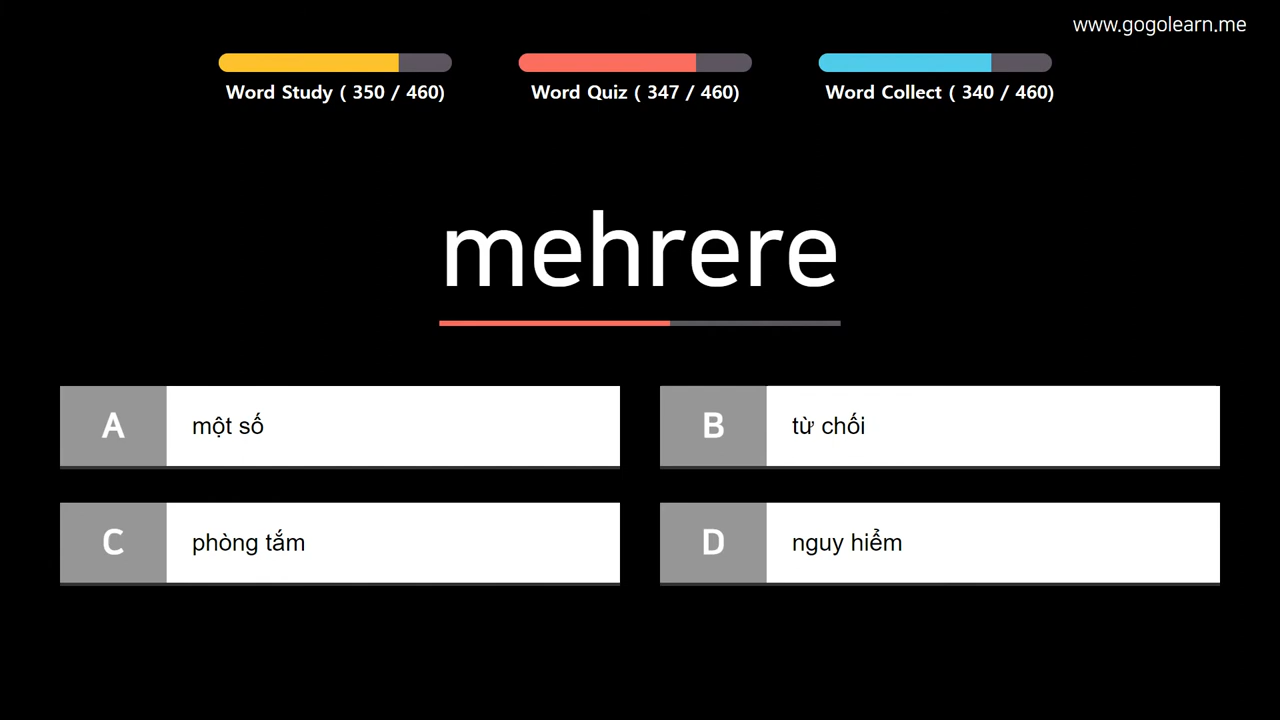 www.gogolearn.me
Word Study ( 350 / 460)
Word Quiz ( 347 / 460)
Word Collect ( 340 / 460)
mehrere
A
một số
B
từ chối
C
phòng tắm
D
nguy hiểm